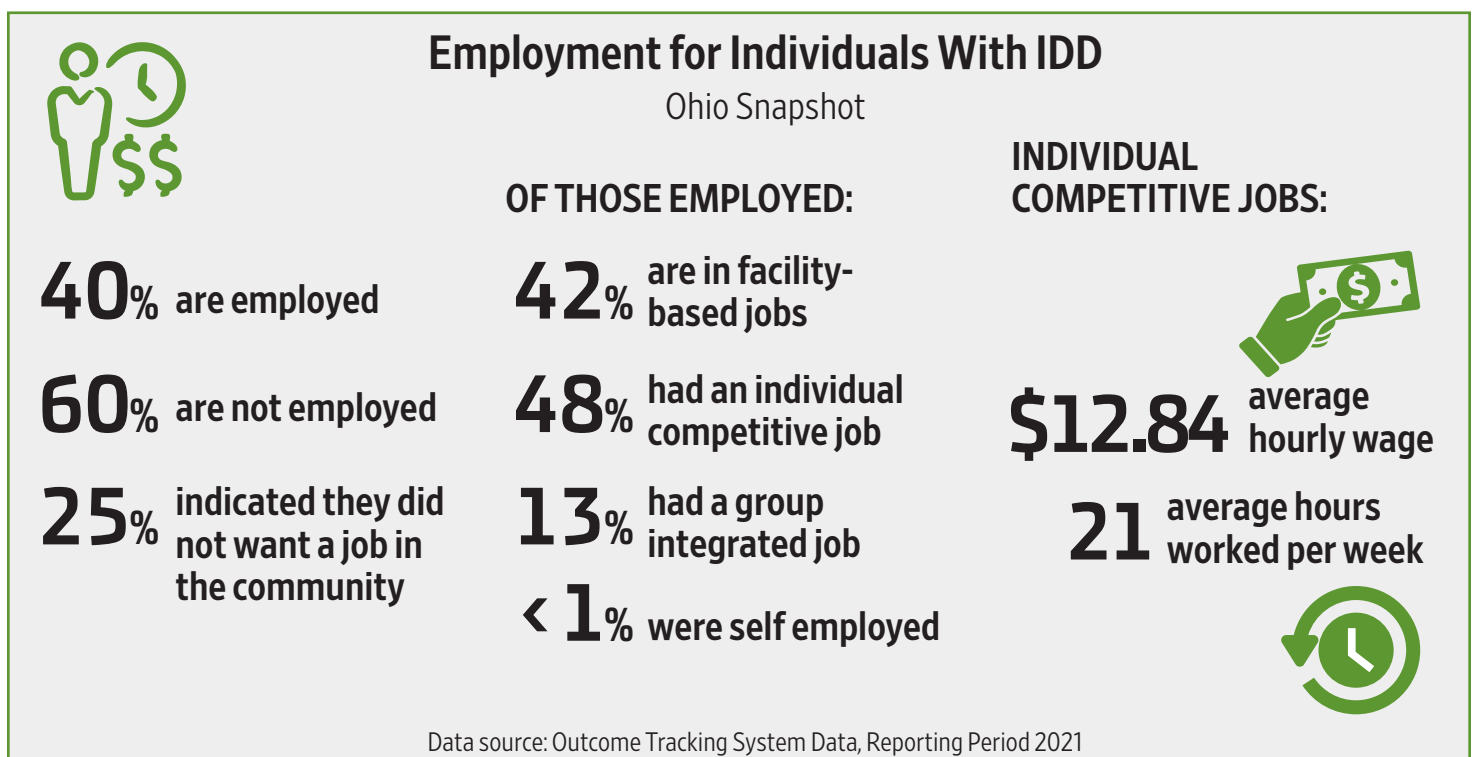 Employment for Individuals With IDD
Ohio Snapshot
$$
40% are employed
60% are not employed
25% indicated they did
not want a job in
the community
OF THOSE EMPLOYED:
42% are in facility-
based jobs
48% had an individual
competitive job
13% had a group
integrated job
< 1% were self employed
INDIVIDUAL
COMPETITIVE JOBS:
$
$12.84 average
hourly wage
21 average hours
worked per week
Data source: Outcome Tracking System Data, Reporting Period 2021